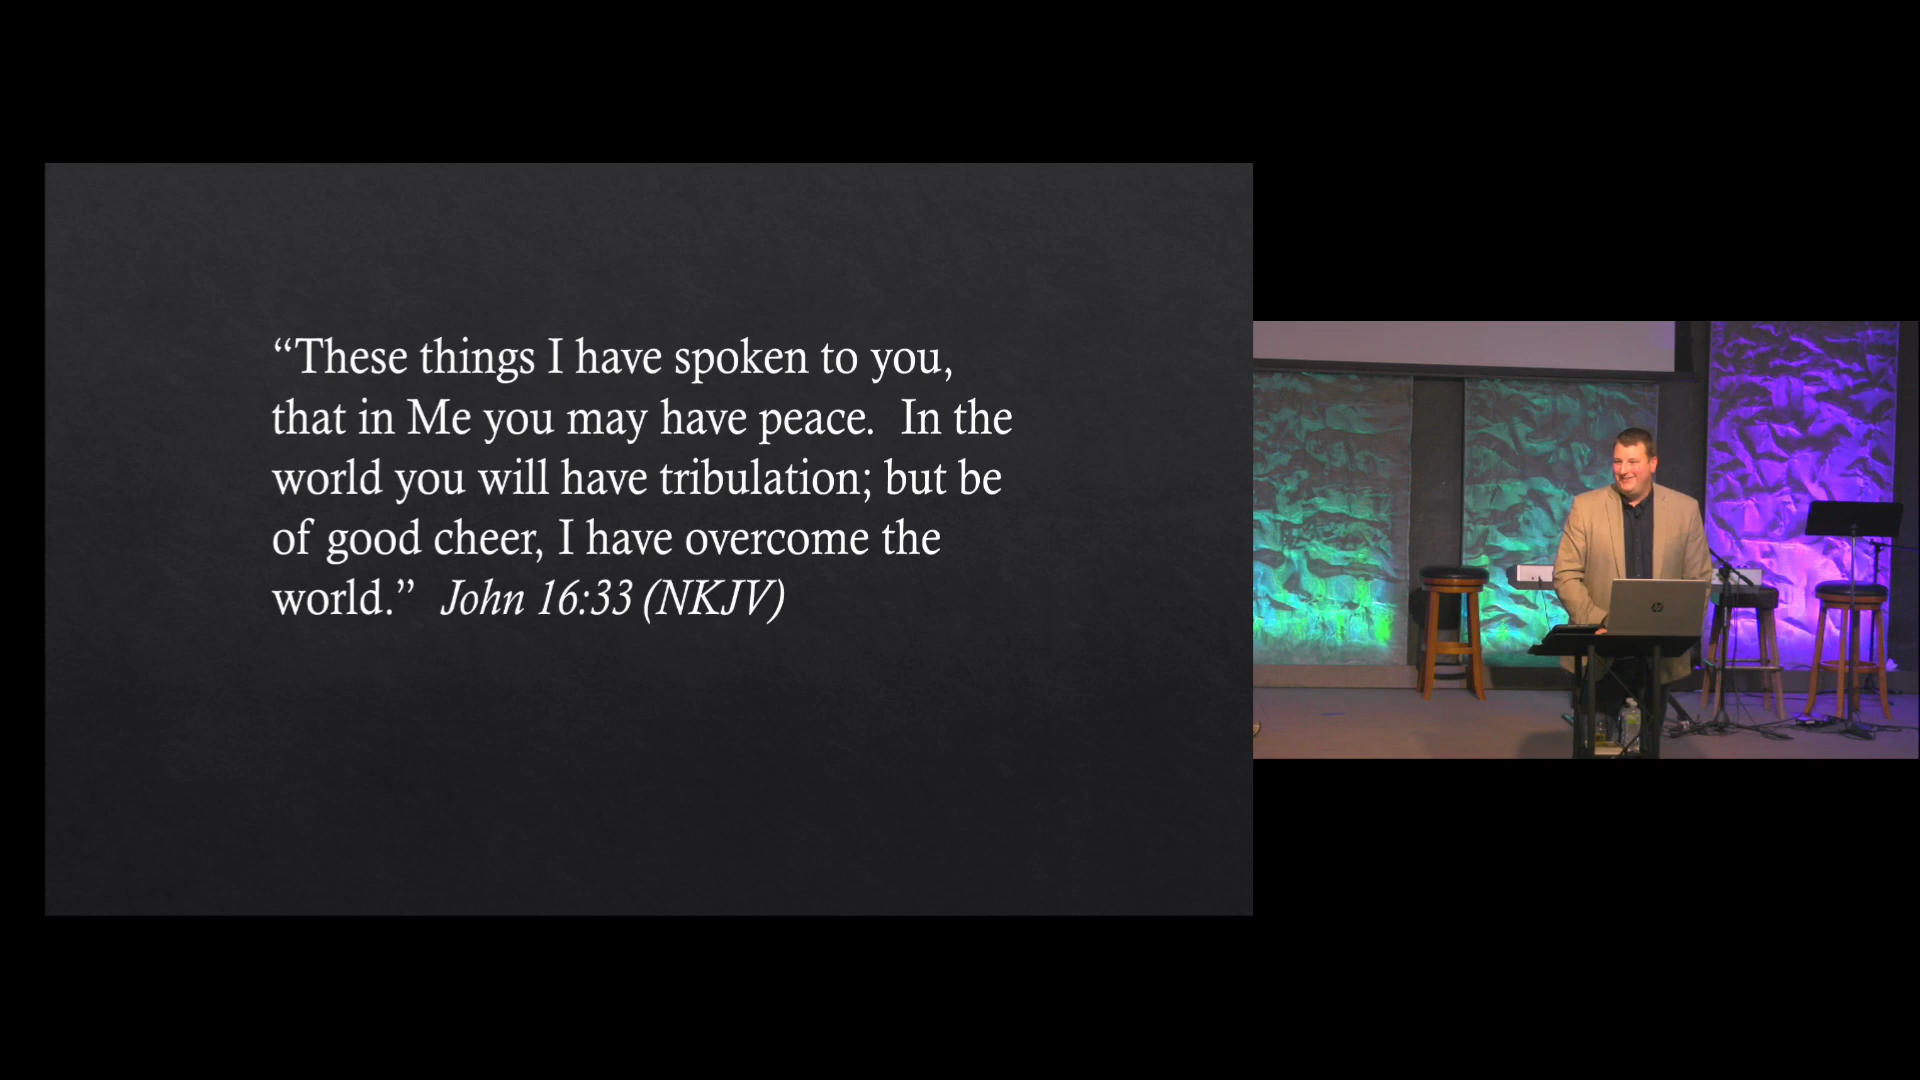 “These things I have spoken to you,
that in Me you may have peace.  In the
world you will have tribulation; but be
of good cheer, I have overcome the
world.”  John 16:33 (NKJV)
hp